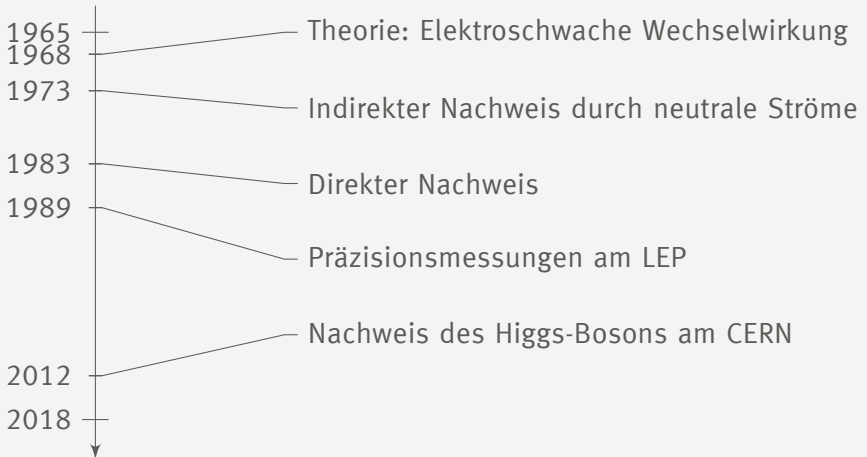 1965
Theorie: Elektroschwache Wechselwirkung
1968
1973
Indirekter Nachweis durch neutrale Ströme
1983
Direkter Nachweis
1989
Präzisionsmessungen am LEP
Nachweis des Higgs-Bosons am CERN
2012
2018